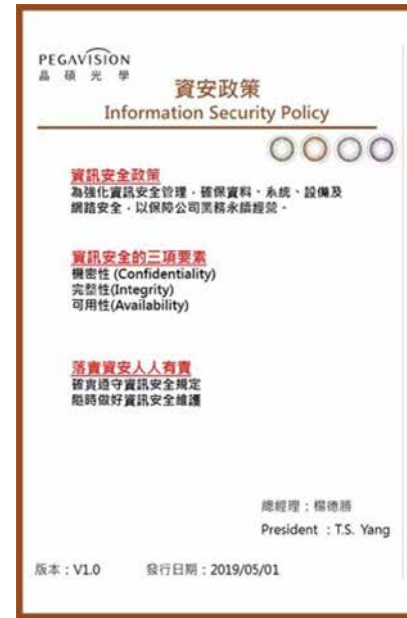 PEGAVISION
晶碩光學
資安政策
Information Security Policy
資訊安全政策
為強化資訊安全管理，確保資料、系統、設備及
網路安全，以保障公司業務永續經營。
資訊安全的三項要素
機密性 (Confidentiality)
完整性(Integrity)
可用性(Availability)
落實資安人人有責
確實遵守資訊安全規定
隨時做好資訊安全維護
總經理：楊德勝
President ：T.S. Yang
版本：V1.0 發行日期：2019/05/01